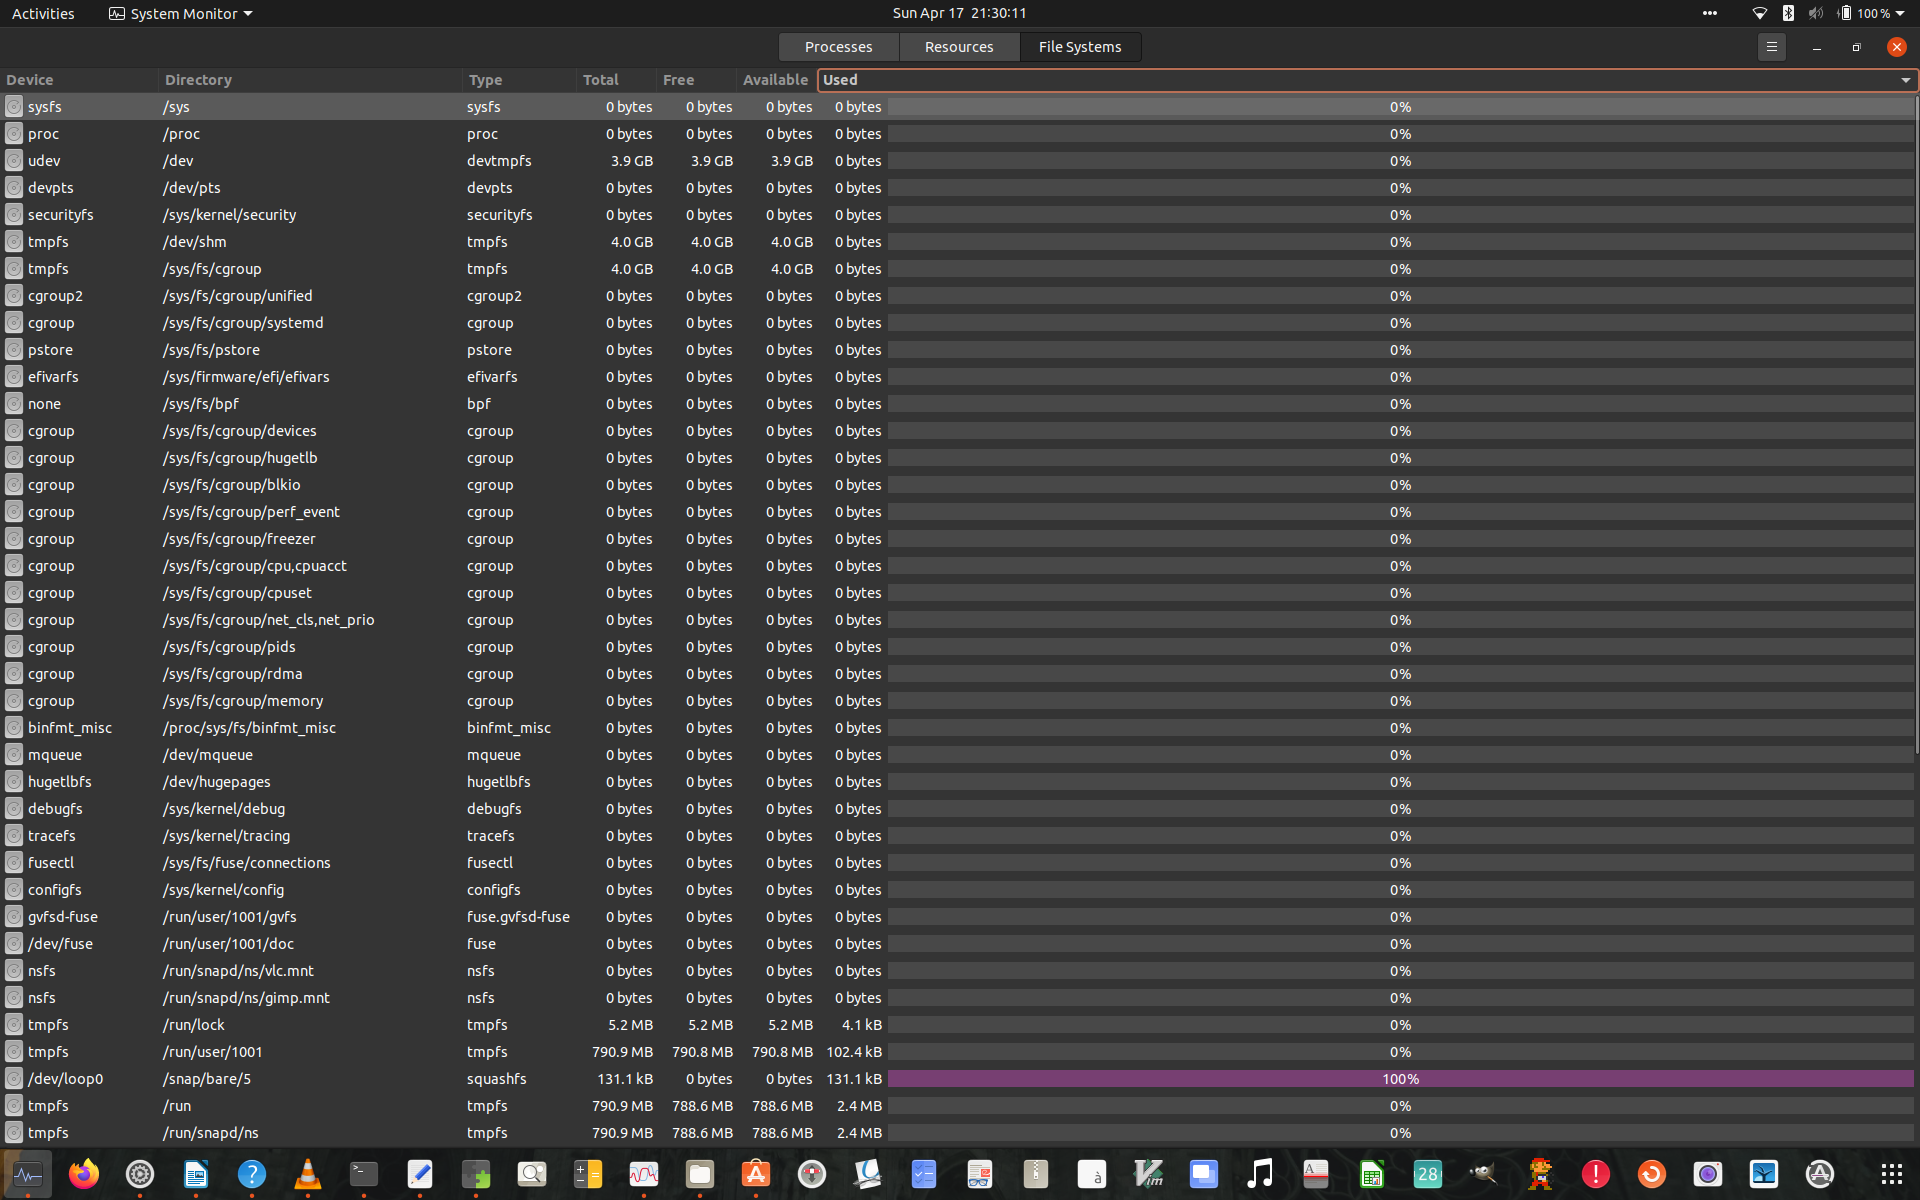 Activities System Monitor Sun Apr 17 21:30:11 100 %
Processes Resources File Systems
Device Directory Type Total Free Available Used
sysfs /sys sysfs 0 bytes 0 bytes 0 bytes 0 bytes 0%
proc /proc proc 0 bytes 0 bytes 0 bytes 0 bytes 0%
udev /dev devtmpfs 3.9 GB 3.9 GB 3.9 GB 0 bytes 0%
devpts /dev/pts devpts 0 bytes 0 bytes 0 bytes 0 bytes 0%
securityfs /sys/kernel/security securityfs 0 bytes 0 bytes 0 bytes 0 bytes 0%
tmpfs /dev/shm tmpfs 4.0 GB 4.0 GB 4.0 GB 0 bytes 0%
tmpfs /sys/fs/cgroup tmpfs 4.0 GB 4.0 GB 4.0 GB 0 bytes 0%
cgroup2 /sys/fs/cgroup/unified cgroup2 0 bytes 0 bytes 0 bytes 0 bytes 0%
cgroup /sys/fs/cgroup/systemd cgroup 0 bytes 0 bytes 0 bytes 0 bytes 0%
pstore /sys/fs/pstore pstore 0 bytes 0 bytes 0 bytes 0 bytes 0%
efivarfs /sys/firmware/efi/efivars efivarfs 0 bytes 0 bytes 0 bytes 0 bytes 0%
none /sys/fs/bpf bpf 0 bytes 0 bytes 0 bytes 0 bytes 0%
cgroup /sys/fs/cgroup/devices cgroup 0 bytes 0 bytes 0 bytes 0 bytes 0%
cgroup /sys/fs/cgroup/hugetlb cgroup 0 bytes 0 bytes 0 bytes 0 bytes 0%
cgroup /sys/fs/cgroup/blkio cgroup 0 bytes 0 bytes 0 bytes 0 bytes 0%
cgroup /sys/fs/cgroup/perf_event cgroup 0 bytes 0 bytes 0 bytes 0 bytes 0%
cgroup /sys/fs/cgroup/freezer cgroup 0 bytes 0 bytes 0 bytes 0 bytes 0%
cgroup /sys/fs/cgroup/cpu,cpuacct cgroup 0 bytes 0 bytes 0 bytes 0 bytes 0%
cgroup /sys/fs/cgroup/cpuset cgroup 0 bytes 0 bytes 0 bytes 0 bytes 0%
cgroup /sys/fs/cgroup/net_cls,net_prio cgroup 0 bytes 0 bytes 0 bytes 0 bytes 0%
cgroup /sys/fs/cgroup/pids cgroup 0 bytes 0 bytes 0 bytes 0 bytes 0%
cgroup /sys/fs/cgroup/rdma cgroup 0 bytes 0 bytes 0 bytes 0 bytes 0%
cgroup /sys/fs/cgroup/memory cgroup 0 bytes 0 bytes 0 bytes 0 bytes 0%
binfmt_misc /proc/sys/fs/binfmt_misc binfmt_misc 0 bytes 0 bytes 0 bytes 0 bytes 0%
mqueue /dev/mqueue mqueue 0 bytes 0 bytes 0 bytes 0 bytes 0%
hugetlbfs /dev/hugepages hugetlbfs 0 bytes 0 bytes 0 bytes 0 bytes 0%
debugfs /sys/kernel/debug debugfs 0 bytes 0 bytes 0 bytes 0 bytes 0%
tracefs /sys/kernel/tracing tracefs 0 bytes 0 bytes 0 bytes 0 bytes 0%
fusectl /sys/fs/fuse/connections fusectl 0 bytes 0 bytes 0 bytes 0 bytes 0%
configfs /sys/kernel/config configfs 0 bytes 0 bytes 0 bytes 0 bytes 0%
gvfsd-fuse /run/user/1001/gvfs fuse.gvfsd-fuse 0 bytes 0 bytes 0 bytes 0 bytes 0%
/dev/fuse /run/user/1001/doc fuse 0 bytes 0 bytes 0 bytes 0 bytes 0%
nsfs /run/snapd/ns/vlc.mnt nsfs 0 bytes 0 bytes 0 bytes 0 bytes 0%
nsfs /run/snapd/ns/gimp.mnt nsfs 0 bytes 0 bytes 0 bytes 0 bytes 0%
tmpfs /run/lock tmpfs 5.2 MB 5.2 MB 5.2 MB 4.1 kB 0%
tmpfs /run/user/1001 tmpfs 790.9 MB 790.8 MB 790.8 MB 102.4 kB 0%
/dev/loop0 /snap/bare/5 squashfs 131.1 kB 0 bytes 0 bytes 131.1 kB 100%
tmpfs /run tmpfs 790.9 MB 788.6 MB 788.6 MB 2.4 MB 0%
tmpfs /run/snapd/ns tmpfs 790.9 MB 788.6 MB 788.6 MB 2.4 MB 0%
28